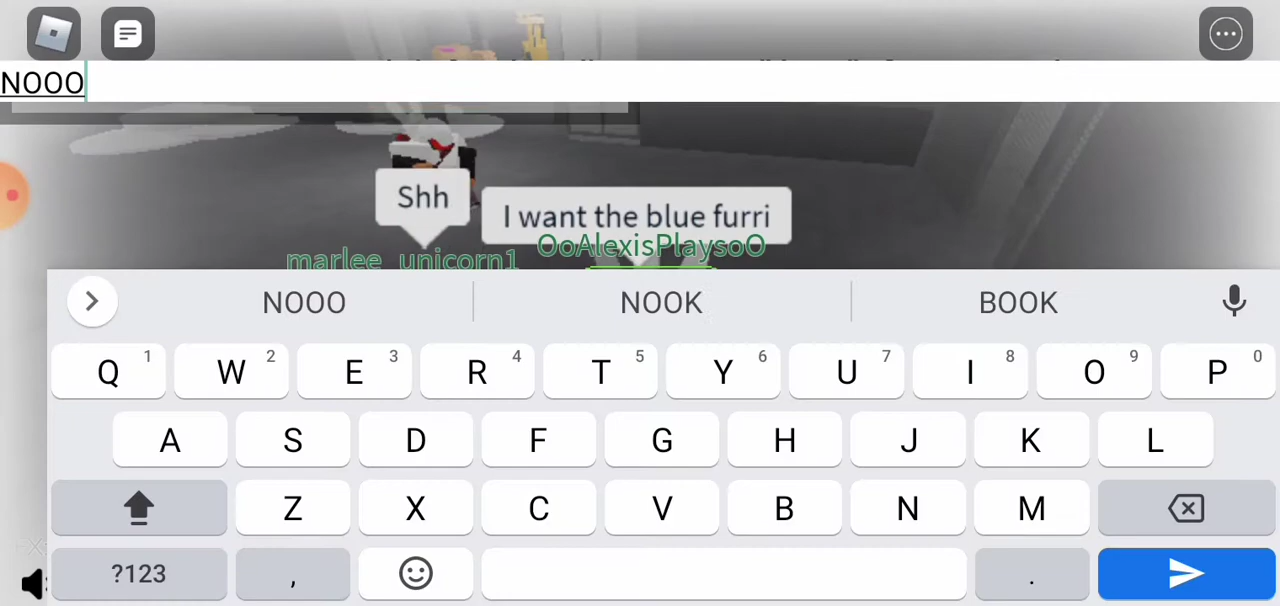 NOOO
Shh
I want the blue furri
OoAlexisPlaysoO
marlee_unicorn1
NOOO NOOK BOOK
Q 1 W 2 E 3 R 4 T 5 Y 6 U 7 I 8 O 9 P 0
A S D F G H J K L
Z X C V B N M
?123 , .